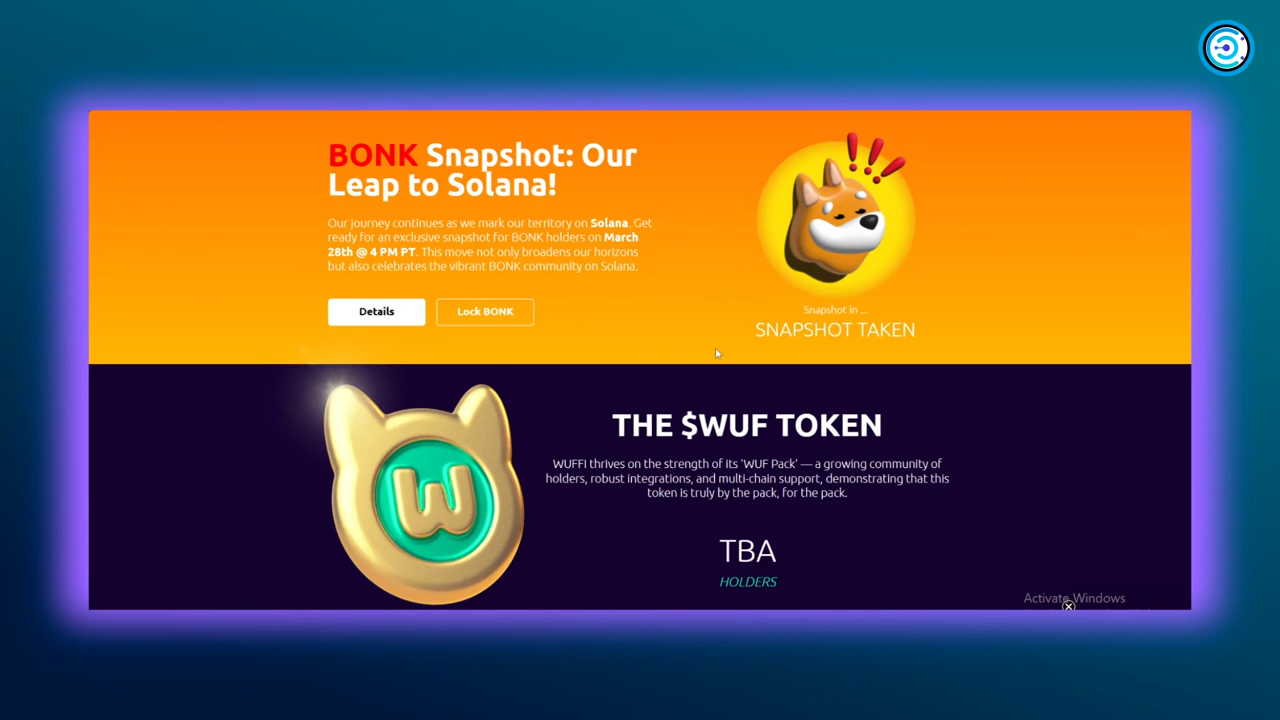 BONK Snapshot: Our
Leap to Solana!
Our journey continues as we mark our territory on Solana. Get
ready for an exclusive snapshot for BONK holders on March
28th @ 4 PM PT. This move not only broadens our horizons
but also celebrates the vibrant BONK community on Solana.
Details
Lock BONK
Snapshot in ...
SNAPSHOT TAKEN
W
THE $WUF TOKEN
WUFFI thrives on the strength of its 'WUF Pack' — a growing community of
holders, robust integrations, and multi-chain support, demonstrating that this
token is truly by the pack, for the pack.
TBA
HOLDERS
Activate Windows